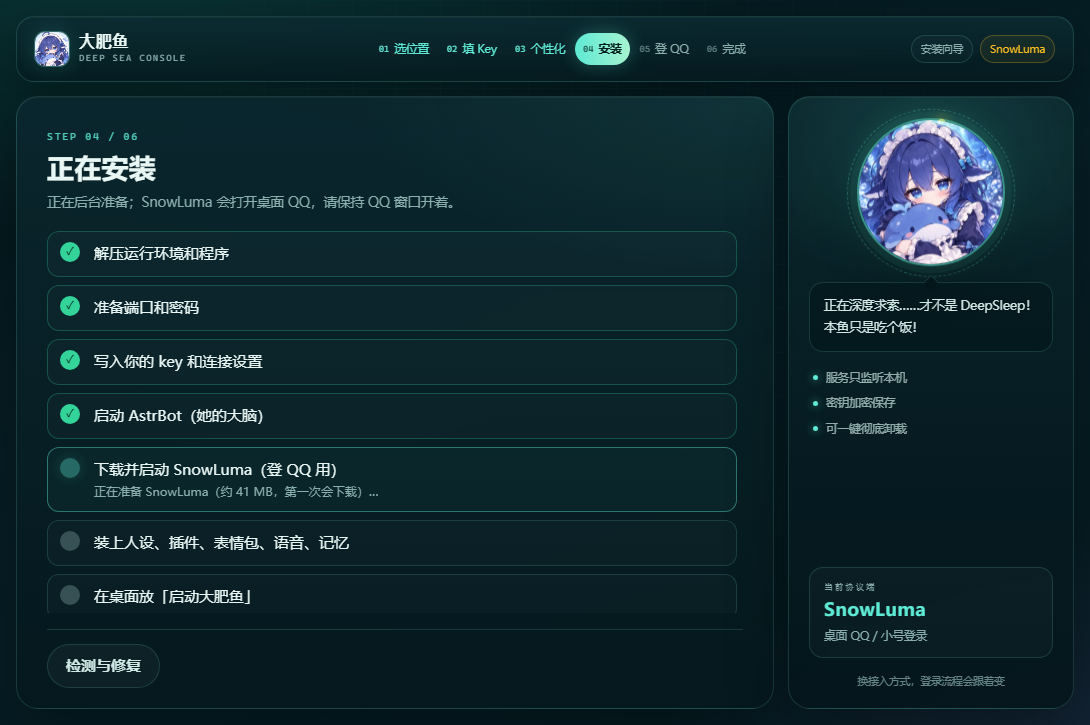 大肥鱼
DEEP SEA CONSOLE
01 选位置 02 填 Key 03 个性化 04 安装 05 登 QQ 06 完成
安装向导 SnowLuma
STEP 04 / 06
正在安装
正在后台准备；SnowLuma 会打开桌面 QQ，请保持 QQ 窗口开着。
✓ 解压运行环境和程序
✓ 准备端口和密码
✓ 写入你的 key 和连接设置
✓ 启动 AstrBot（她的大脑）
下载并启动 SnowLuma（登 QQ 用）
正在准备 SnowLuma（约 41 MB，第一次会下载）…
装上人设、插件、表情包、语音、记忆
在桌面放「启动大肥鱼」
检测与修复
正在深度求索……才不是 DeepSleep！
本鱼只是吃个饭！
服务只监听本机
密钥加密保存
可一键彻底卸载
当前协议端
SnowLuma
桌面 QQ / 小号登录
换接入方式，登录流程会跟着变